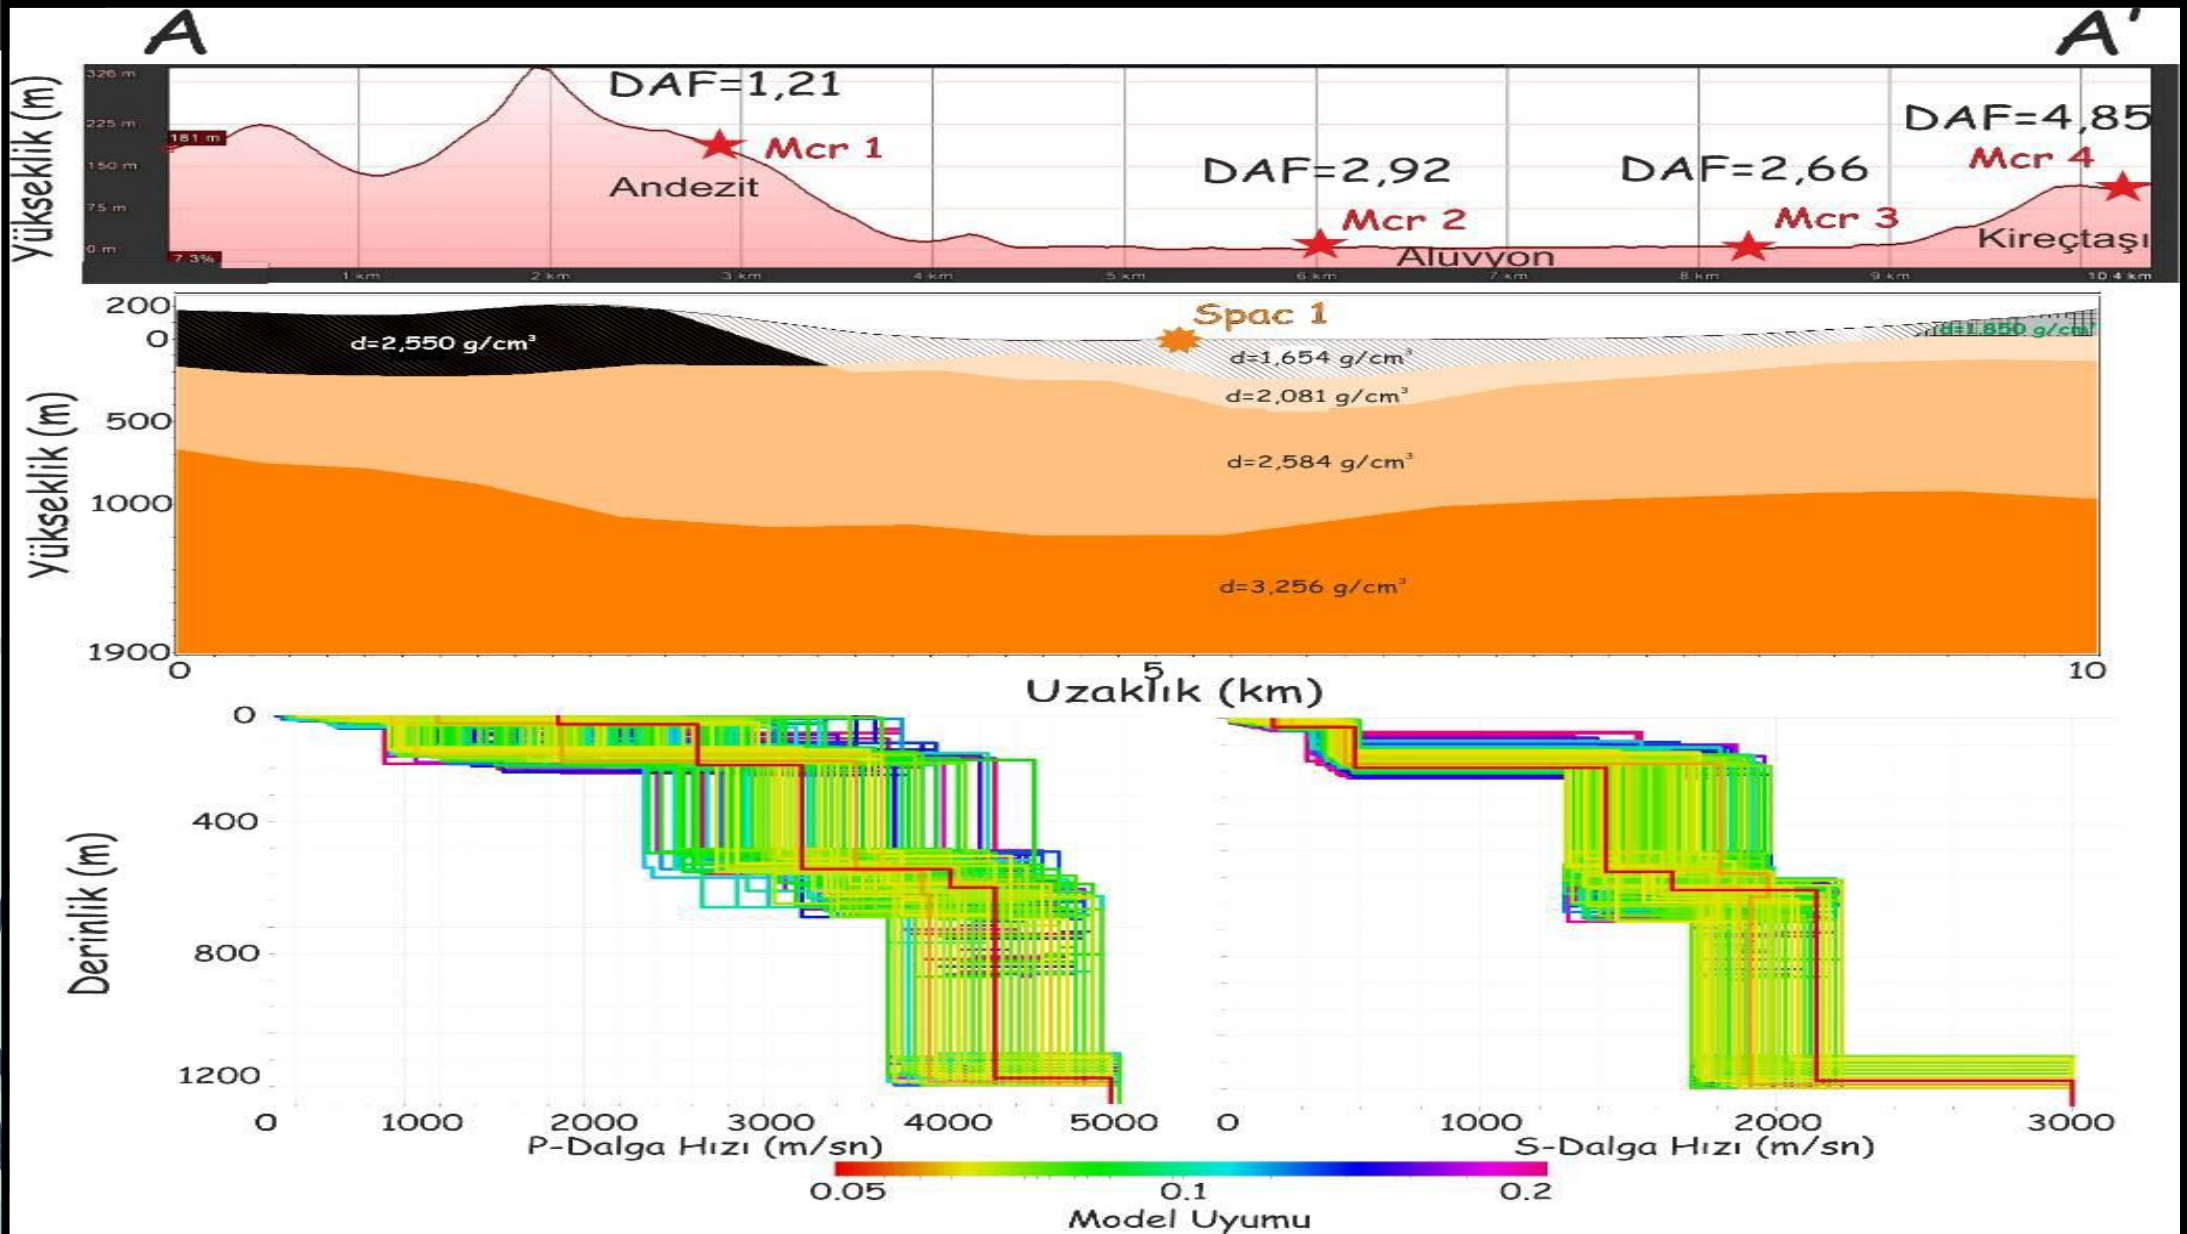 A
A'
Yükseklik (m)
326 m
225 m
181 m
150 m
75 m
0 m
7.3%
DAF=1,21
Mcr 1
Andezit
DAF=2,92
Mcr 2
Aluvyon
DAF=2,66
Mcr 3
DAF=4,85
Mcr 4
Kireçtaşı
1 km
2 km
3 km
4 km
5 km
6 km
7 km
8 km
9 km
10.4 km
Yükseklik (m)
200
0
500
1000
1900
Spac 1
d=2,550 g/cm³
d=1,654 g/cm³
d=1,850 g/cm³
d=2,081 g/cm³
d=2,584 g/cm³
d=3,256 g/cm³
0
5
10
Uzaklık (km)
Derinlik (m)
0
400
800
1200
0
1000
2000
3000
4000
5000
P-Dalga Hızı (m/sn)
0
1000
2000
3000
S-Dalga Hızı (m/sn)
0.05
0.1
0.2
Model Uyumu